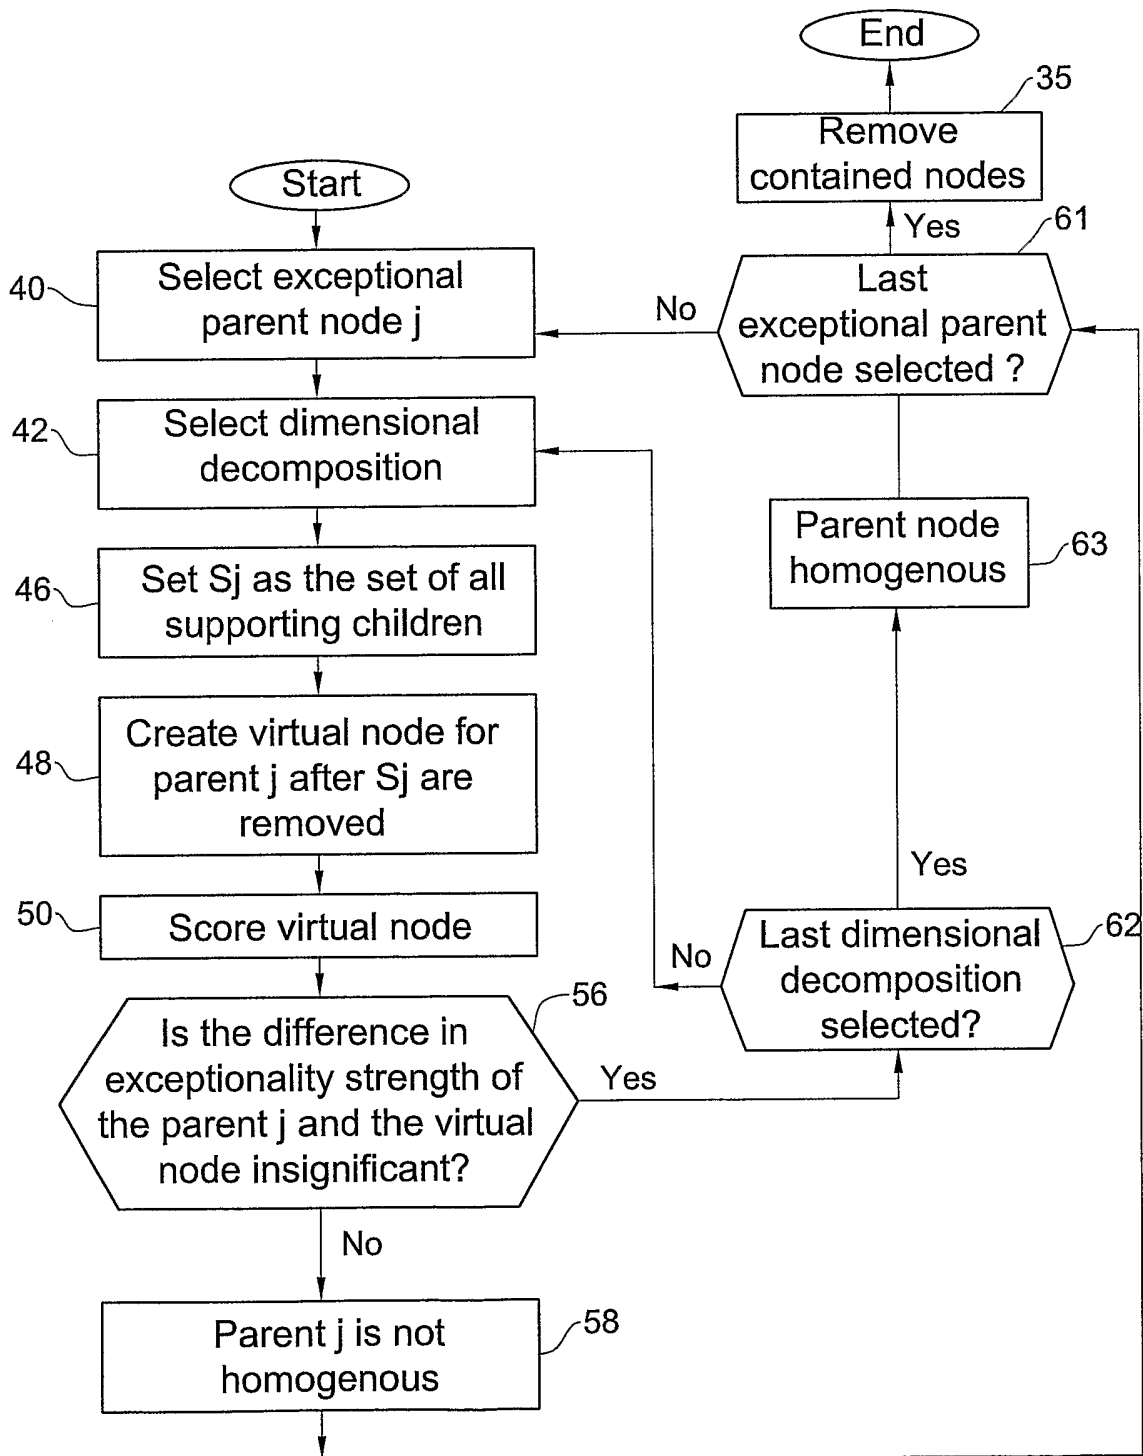 End
35
Remove
contained nodes
Yes
61
Last
exceptional parent
node selected ?
No
Start
40
Select exceptional
parent node j
42
Select dimensional
decomposition
46
Set Sj as the set of all
supporting children
48
Create virtual node for
parent j after Sj are
removed
50
Score virtual node
56
Is the difference in
exceptionality strength of
the parent j and the virtual
node insignificant?
Yes
No
58
Parent j is not
homogenous
Parent node
homogenous
63
Yes
62
Last dimensional
decomposition
selected?
No